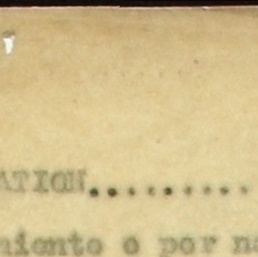 ATION..........
miento o por na